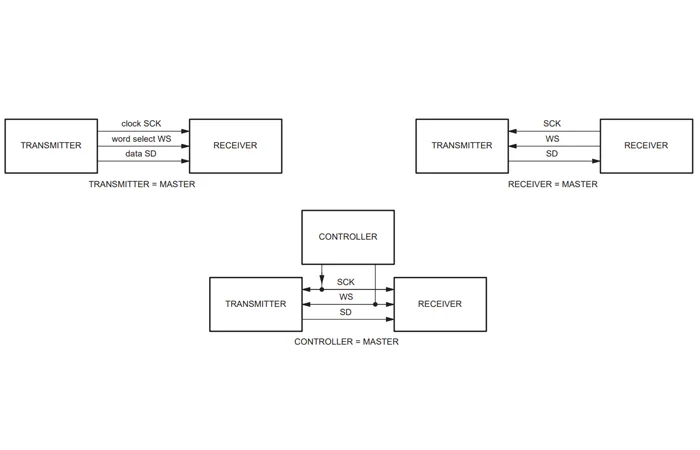 clock SCK
TRANSMITTER
word select WS
RECEIVER
data SD
TRANSMITTER = MASTER
SCK
TRANSMITTER
WS
RECEIVER
SD
RECEIVER = MASTER
CONTROLLER
SCK
TRANSMITTER
WS
RECEIVER
SD
CONTROLLER = MASTER